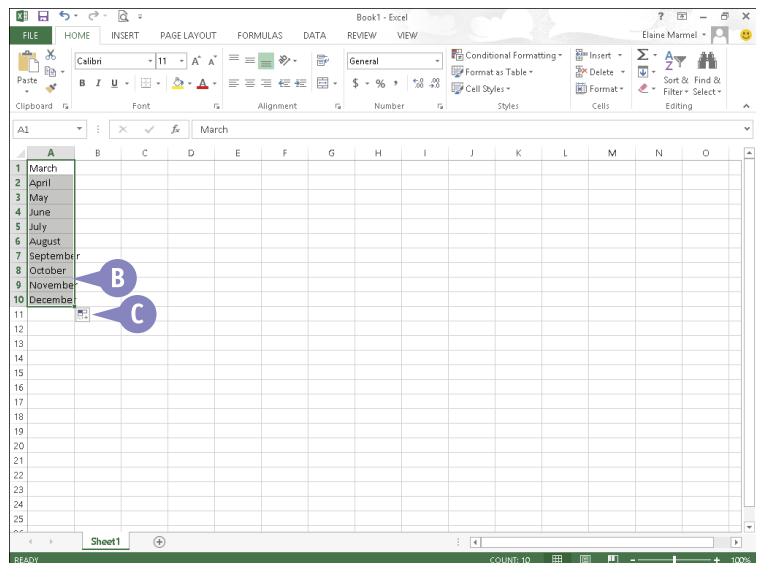 Book1 - Excel
FILE HOME INSERT PAGE LAYOUT FORMULAS DATA REVIEW VIEW Elaine Marmel
Paste
Calibri 11
B I U A
General
$ % ,
Conditional Formatting
Format as Table
Cell Styles
Insert
Delete
Format
Sort & Filter
Find & Select
Clipboard Font Alignment Number Styles Cells Editing
A1 fx March
A B C D E F G H I J K L M N O
1 March
2 April
3 May
4 June
5 July
6 August
7 September
8 October
9 November
10 December
B
C
11
12
13
14
15
16
17
18
19
20
21
22
23
24
25
Sheet1
READY COUNT: 10 100%